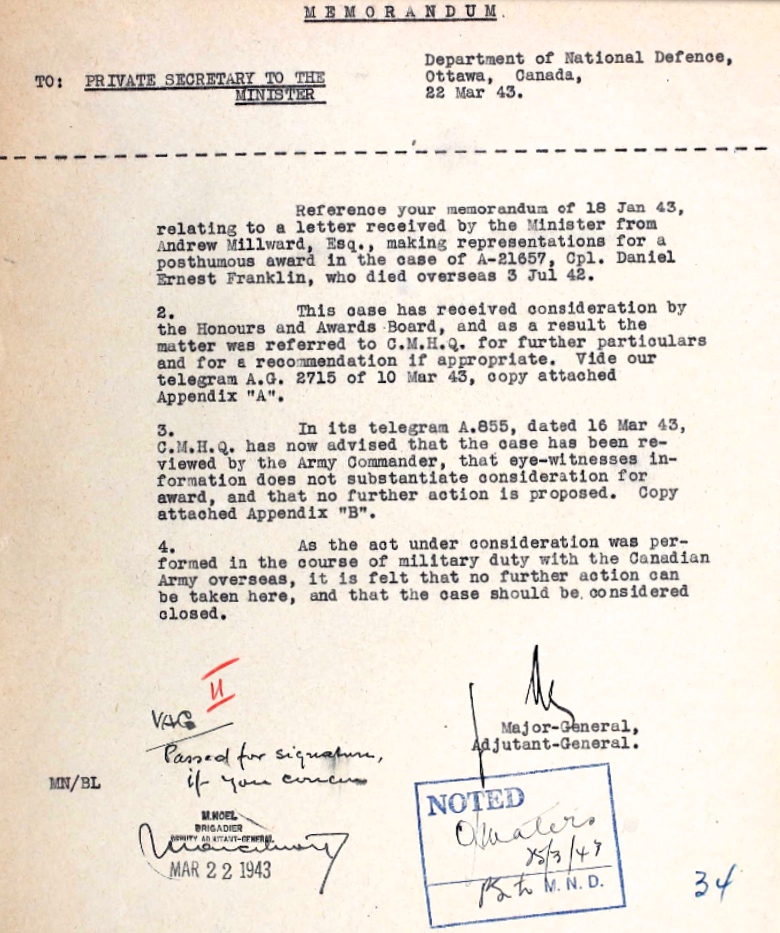 MEMORANDUM.
Department of National Defence,
Ottawa, Canada,
22 Mar 43.
TO: PRIVATE SECRETARY TO THE
MINISTER
Reference your memorandum of 18 Jan 43,
relating to a letter received by the Minister from
Andrew Millward, Esq., making representations for a
posthumous award in the case of A-21657, Cpl. Daniel
Ernest Franklin, who died overseas 3 Jul 42.
2. This case has received consideration by
the Honours and Awards Board, and as a result the
matter was referred to C.M.H.Q. for further particulars
and for a recommendation if appropriate. Vide our
telegram A.G. 2715 of 10 Mar 43, copy attached
Appendix "A".
3. In its telegram A.855, dated 16 Mar 43,
C.M.H.Q. has now advised that the case has been re-
viewed by the Army Commander, that eye-witnesses in-
formation does not substantiate consideration for
award, and that no further action is proposed. Copy
attached Appendix "B".
4. As the act under consideration was per-
formed in the course of military duty with the Canadian
Army overseas, it is felt that no further action can
be taken here, and that the case should be considered
closed.
II
VAG
Passed for signature,
if you concur
Major-General,
Adjutant-General.
MN/BL
M. NOEL
BRIGADIER
DEPUTY ADJUTANT-GENERAL
MAR 22 1943
NOTED
25/3/43
M. N. D.
34